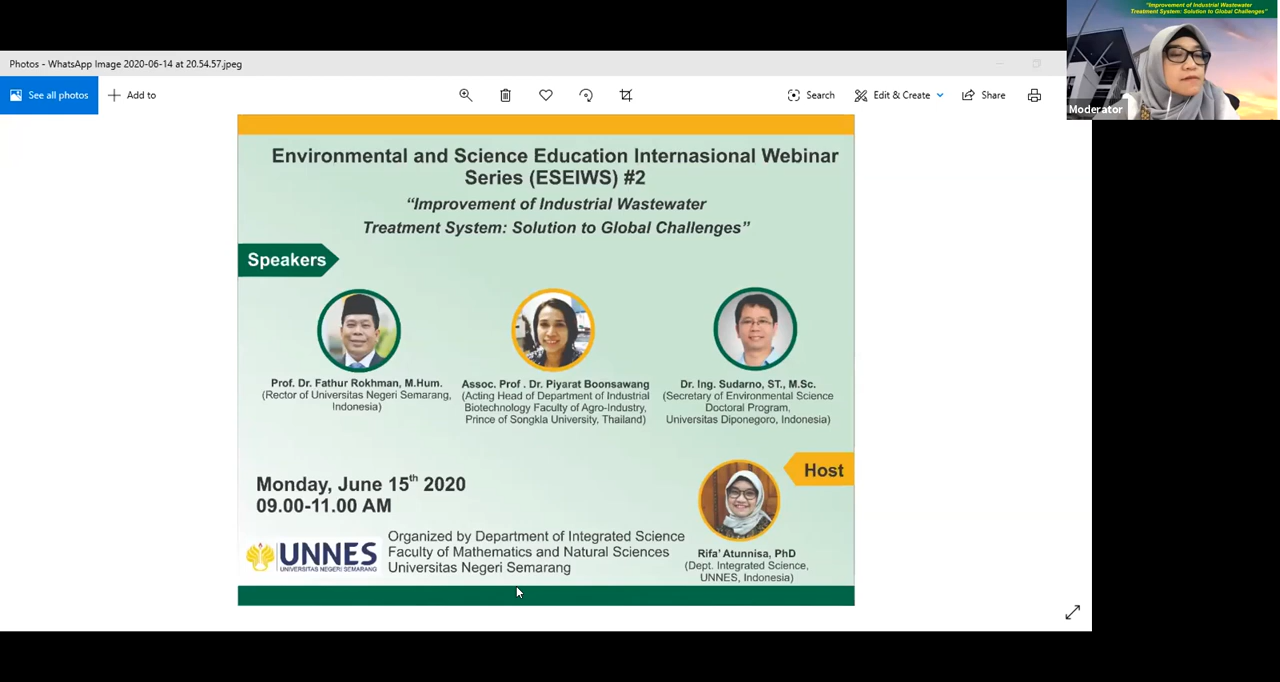 "Improvement of Industrial Wastewater
Treatment System: Solution to Global Challenges"
Moderator
Photos - WhatsApp Image 2020-06-14 at 20.54.57.jpeg
See all photos
Add to
Search
Edit & Create
Share
Environmental and Science Education Internasional Webinar
Series (ESEIWS) #2
“Improvement of Industrial Wastewater
Treatment System: Solution to Global Challenges”
Speakers
Prof. Dr. Fathur Rokhman, M.Hum.
(Rector of Universitas Negeri Semarang,
Indonesia)
Assoc. Prof . Dr. Piyarat Boonsawang
(Acting Head of Department of Industrial
Biotechnology Faculty of Agro-Industry,
Prince of Songkla University, Thailand)
Dr. Ing. Sudarno, ST., M.Sc.
(Secretary of Environmental Science
Doctoral Program,
Universitas Diponegoro, Indonesia)
Monday, June 15th 2020
09.00-11.00 AM
UNNES
UNIVERSITAS NEGERI SEMARANG
Organized by Department of Integrated Science
Faculty of Mathematics and Natural Sciences
Universitas Negeri Semarang
Host
Rifa’ Atunnisa, PhD
(Dept. Integrated Science,
UNNES, Indonesia)